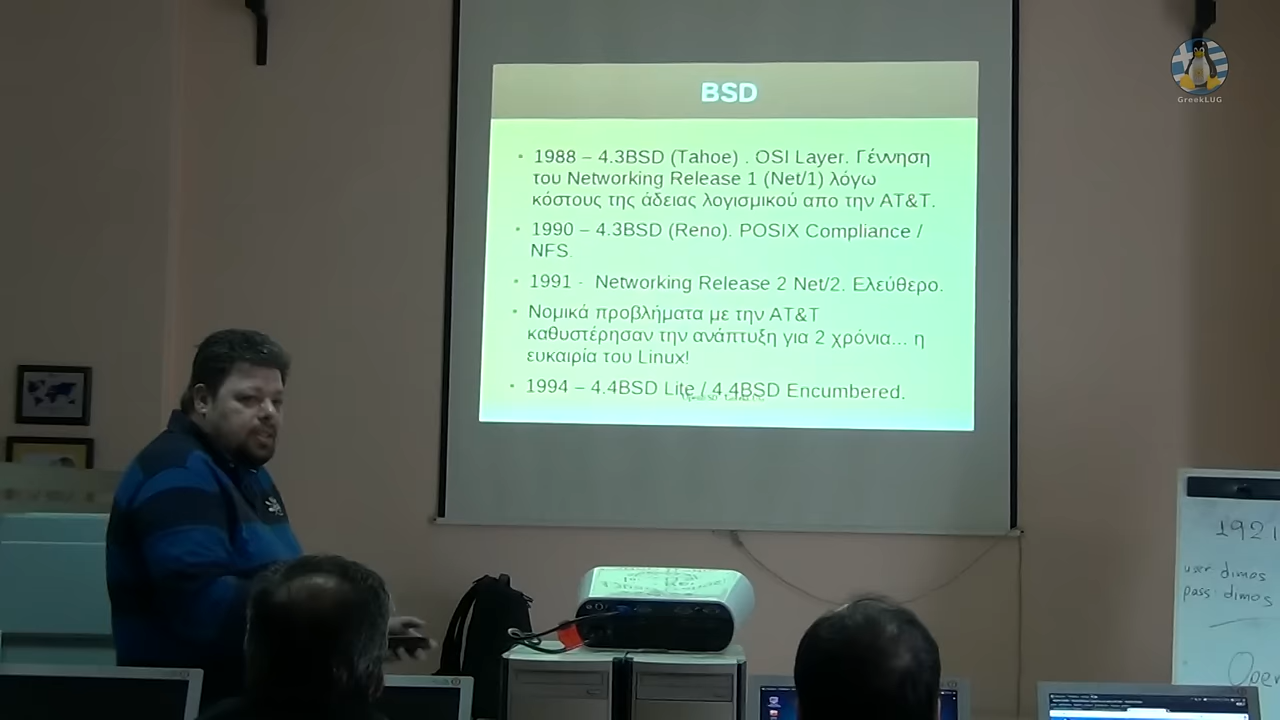 BSD
• 1988 – 4.3BSD (Tahoe) . OSI Layer. Γέννηση
του Networking Release 1 (Net/1) λόγω
κόστους της άδειας λογισμικού απο την AT&T.
• 1990 – 4.3BSD (Reno). POSIX Compliance /
NFS.
• 1991 - Networking Release 2 Net/2. Ελεύθερο.
• Νομικά προβλήματα με την AT&T
καθυστέρησαν την ανάπτυξη για 2 χρόνια... η
ευκαιρία του Linux!
• 1994 – 4.4BSD Lite / 4.4BSD Encumbered.
GreekLUG
1921
user dimos
pass: dimos